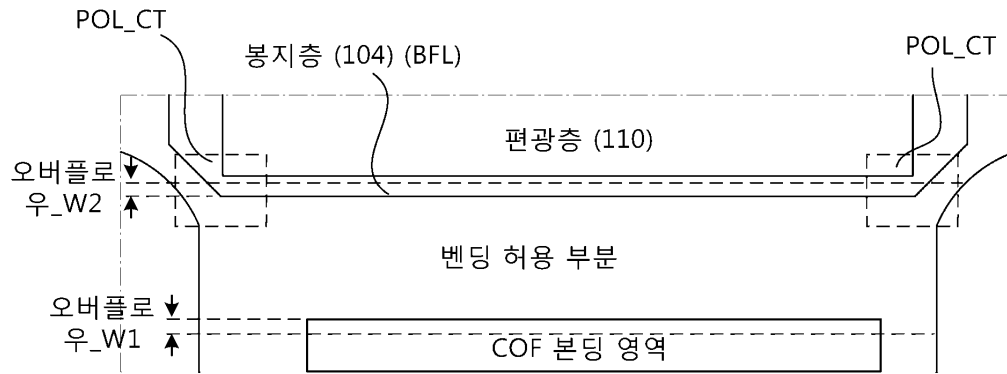 POL_CT
봉지층 (104) (BFL)
POL_CT
편광층 (110)
오버플로
우_W2
벤딩 허용 부분
오버플로
우_W1
COF 본딩 영역